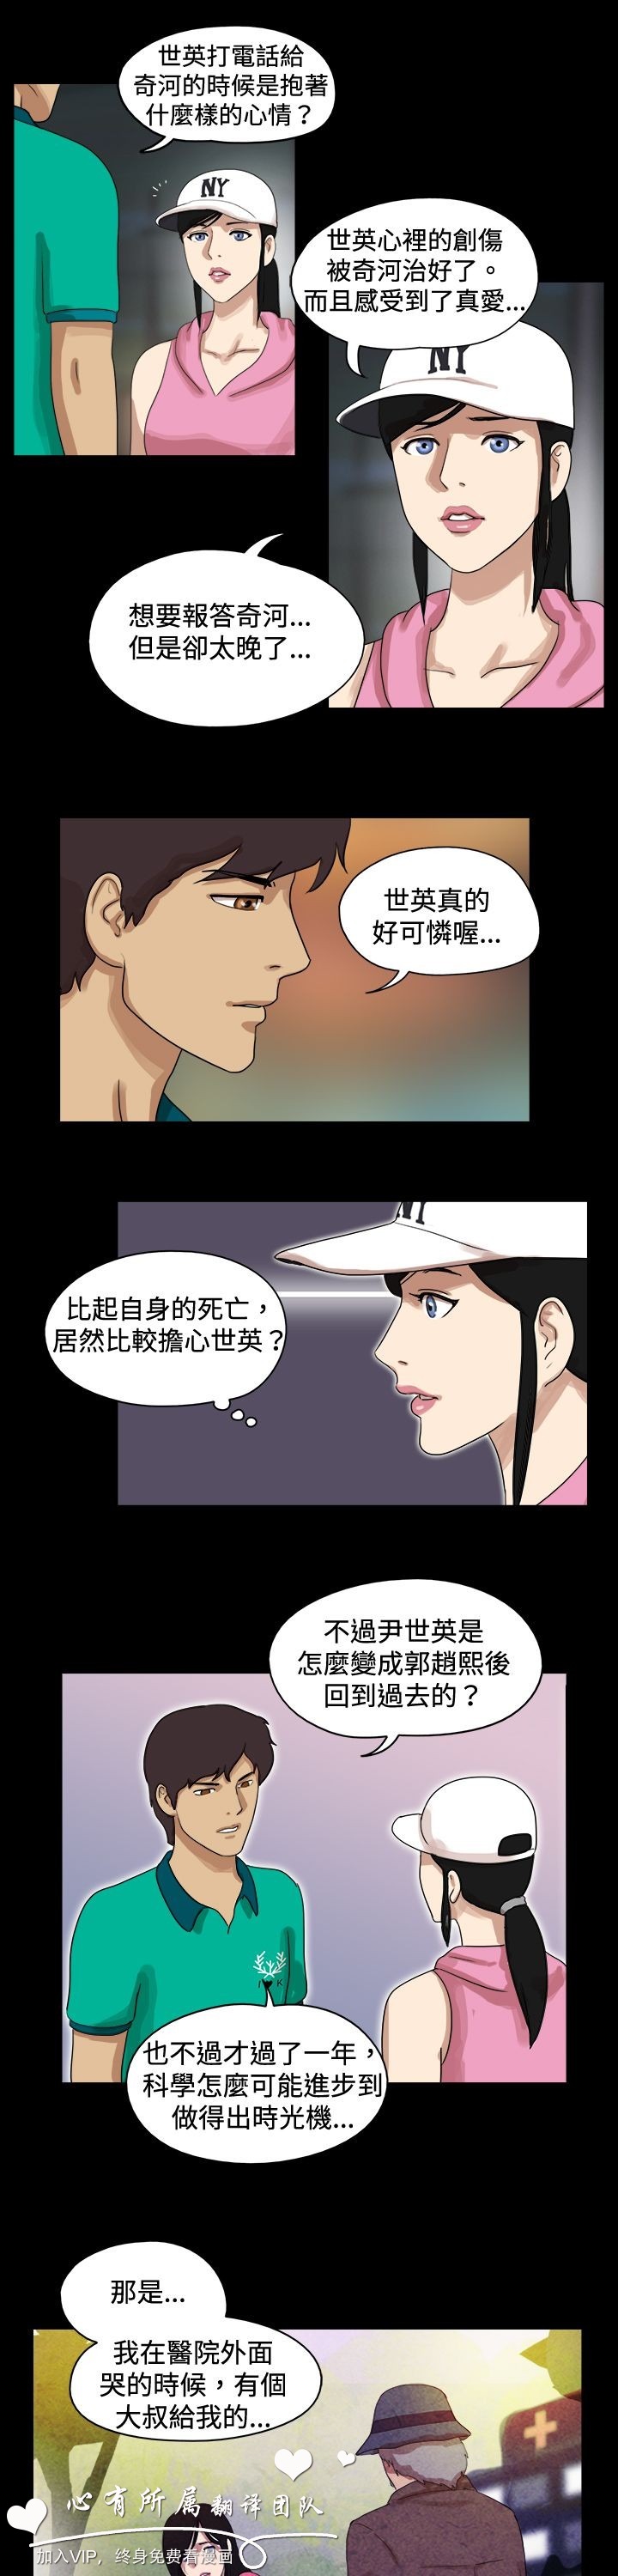 世英打電話給
奇河的時候是抱著
什麼樣的心情？
NY
世英心裡的創傷
被奇河治好了。
而且感受到了真愛...
NY
想要報答奇河...
但是卻太晚了...
世英真的
好可憐喔...
NY
比起自身的死亡，
居然比較擔心世英？
不過尹世英是
怎麼變成郭趙熙後
回到過去的？
也不過才過了一年，
科學怎麼可能進步到
做得出時光機...
那是...
我在醫院外面
哭的時候，有個
大叔給我的...
心有所属翻译团队
加入VIP，终身免费看漫画